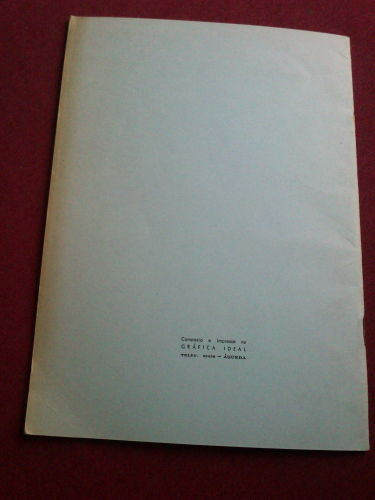 Composto e impresso na
GRÁFICA IDEAL
TELEF. — ÁGUEDA